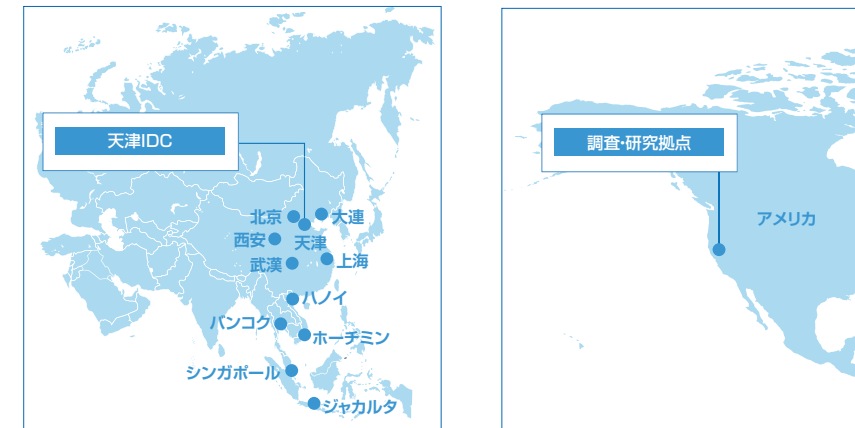 天津IDC
北京
大連
西安
天津
武漢
上海
ハノイ
バンコク
ホーチミン
シンガポール
ジャカルタ
調査・研究拠点
アメリカ